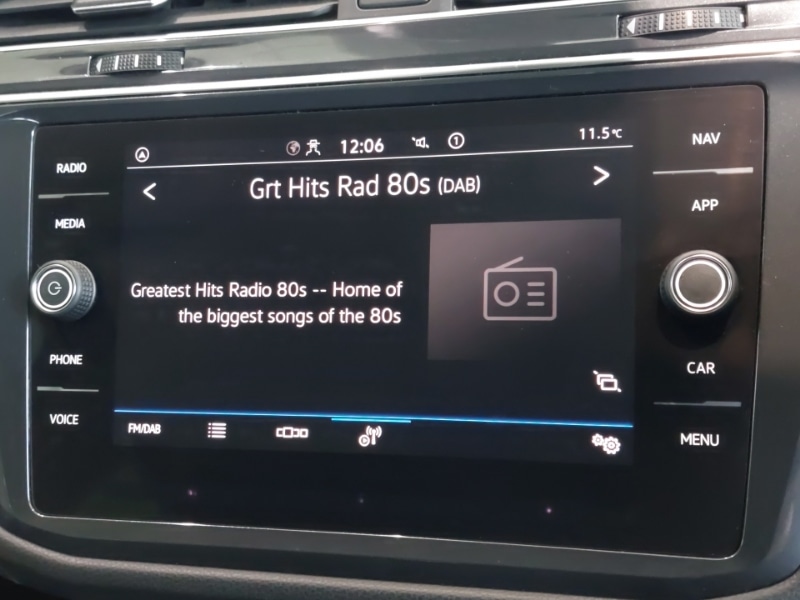 12:06
1
11.5°C
Grt Hits Rad 80s (DAB)
Greatest Hits Radio 80s -- Home of
the biggest songs of the 80s
FM/DAB
RADIO
MEDIA
PHONE
VOICE
NAV
APP
CAR
MENU